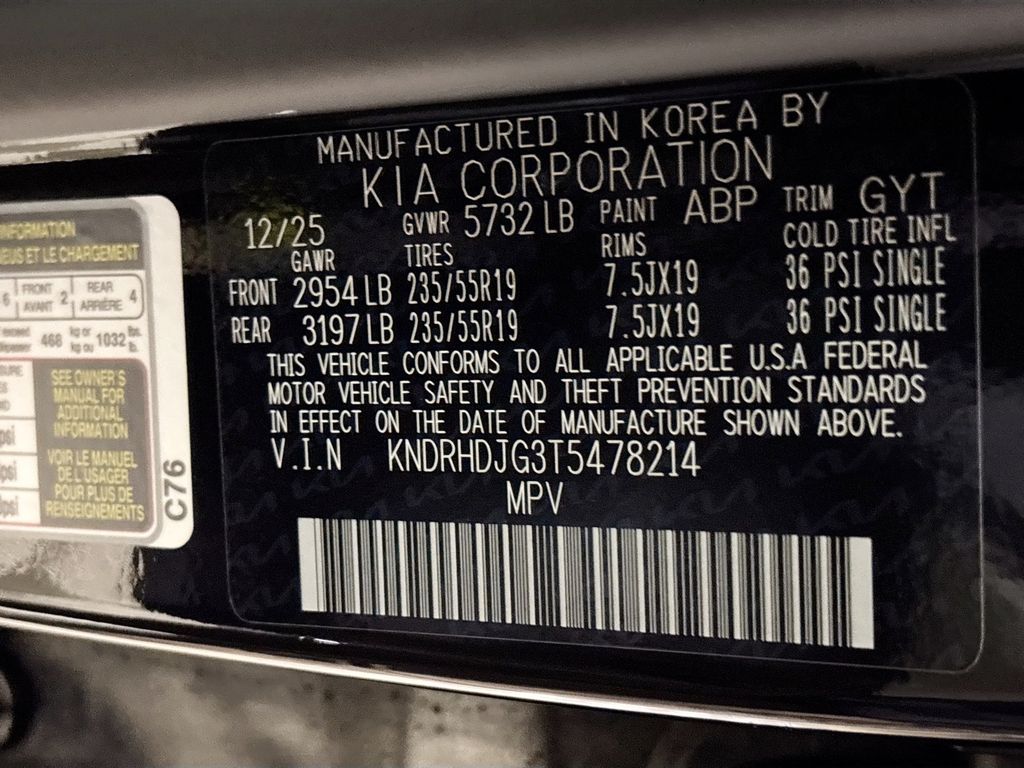 MANUFACTURED IN KOREA BY
KIA CORPORATION
12/25 GVWR 5732 LB PAINT ABP TRIM GYT
GAWR TIRES RIMS COLD TIRE INFL
FRONT 2954 LB 235/55R19 7.5JX19 36 PSI SINGLE
REAR 3197 LB 235/55R19 7.5JX19 36 PSI SINGLE
THIS VEHICLE CONFORMS TO ALL APPLICABLE U.S.A FEDERAL
MOTOR VEHICLE SAFETY AND THEFT PREVENTION STANDARDS
IN EFFECT ON THE DATE OF MANUFACTURE SHOWN ABOVE.
V.I.N KNDRHDJG3T5478214
MPV
INFORMATION
ET LE CHARGEMENT
6 FRONT AVANT 2 REAR ARRIÈRE 4
468 kg or kg ou 1032 lbs. lb.
SEE OWNER'S
MANUAL FOR
ADDITIONAL
INFORMATION
VOIR LE MANUEL
DE L'USAGER
POUR PLUS DE
RENSEIGNEMENTS
psi
C76